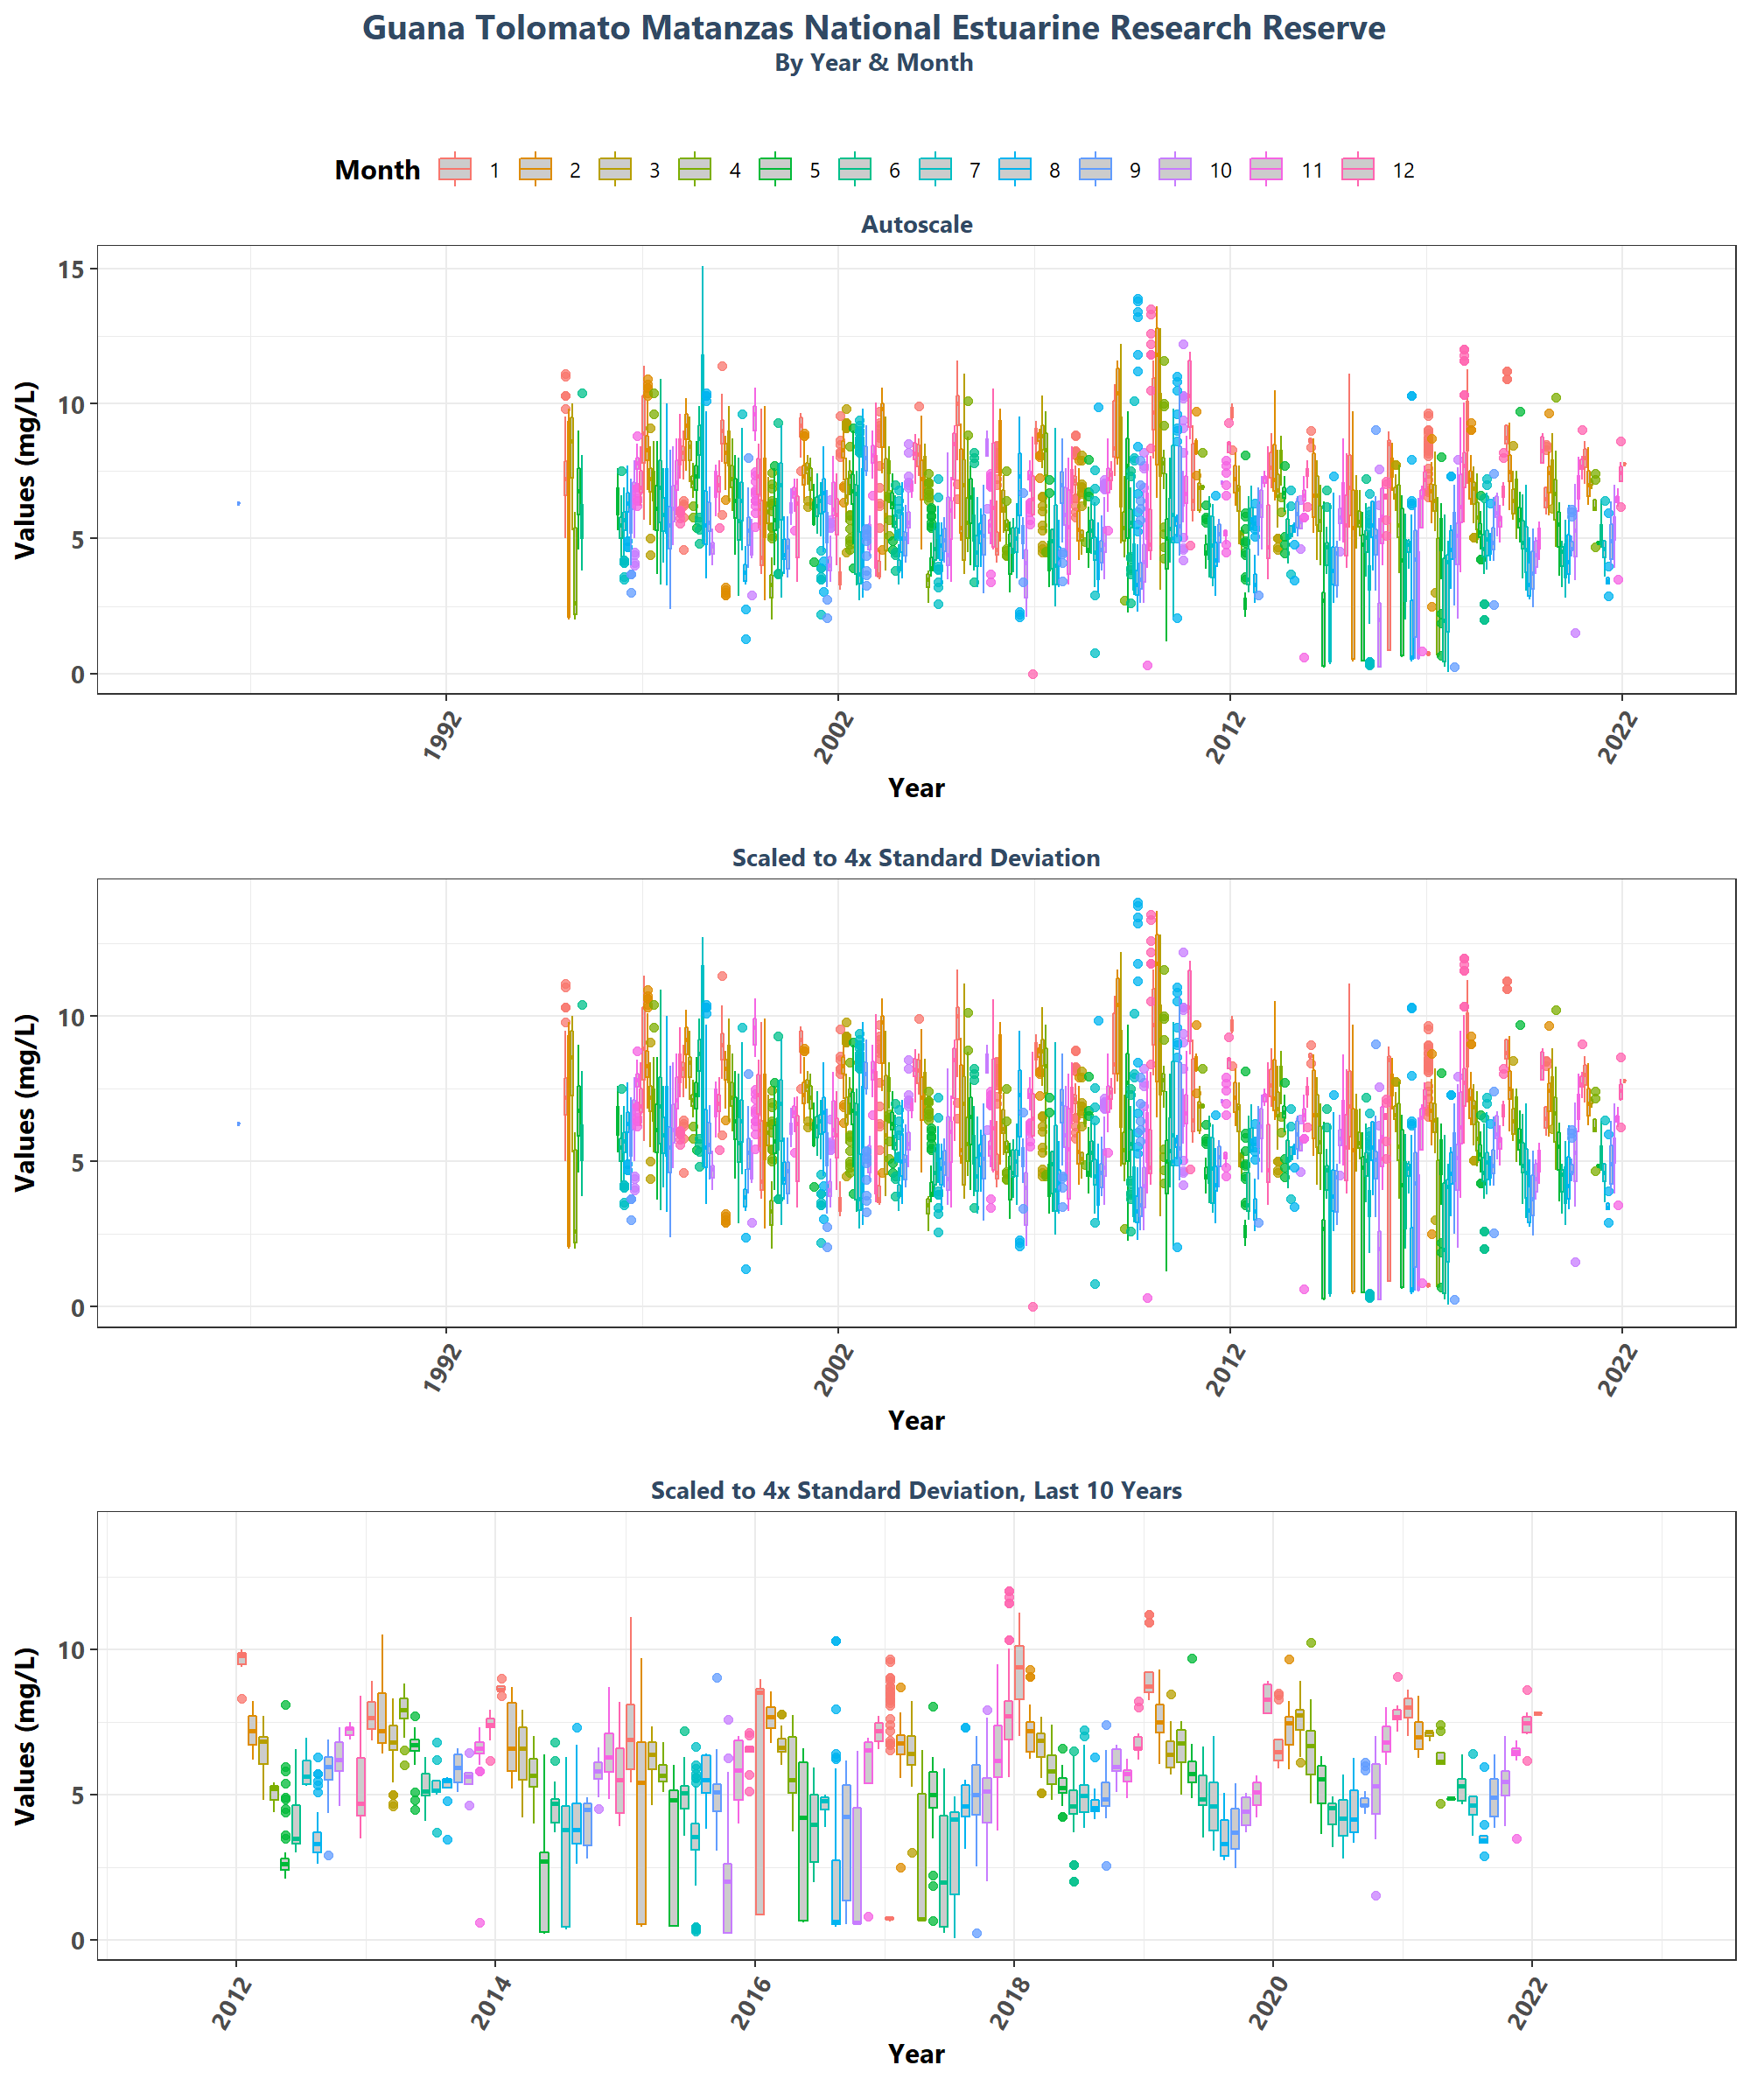 Guana Tolomato Matanzas National Estuarine Research Reserve
By Year & Month
Month 1 2 3 4 5 6 7 8 9 10 11 12
Autoscale
Values (mg/L)
15
10
5
0
1992 2002 2012 2022
Year
Scaled to 4x Standard Deviation
Values (mg/L)
10
5
0
1992 2002 2012 2022
Year
Scaled to 4x Standard Deviation, Last 10 Years
Values (mg/L)
10
5
0
2012 2014 2016 2018 2020 2022
Year